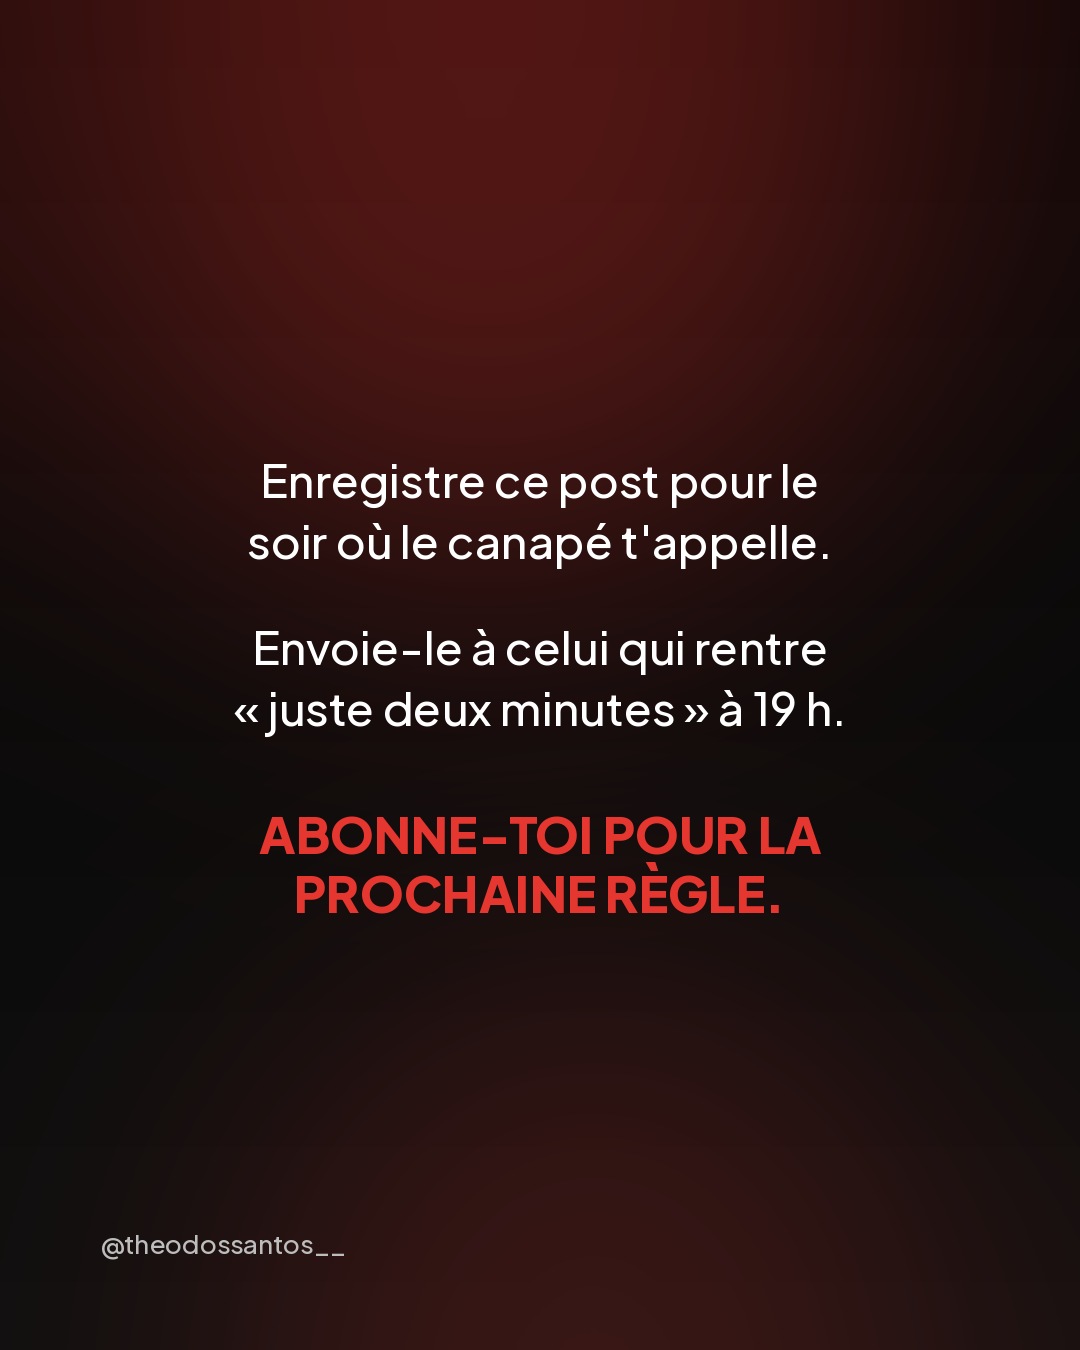 Enregistre ce post pour le
soir où le canapé t'appelle.
Envoie-le à celui qui rentre
« juste deux minutes » à 19 h.
ABONNE-TOI POUR LA
PROCHAINE RÈGLE.
@theodossantos__